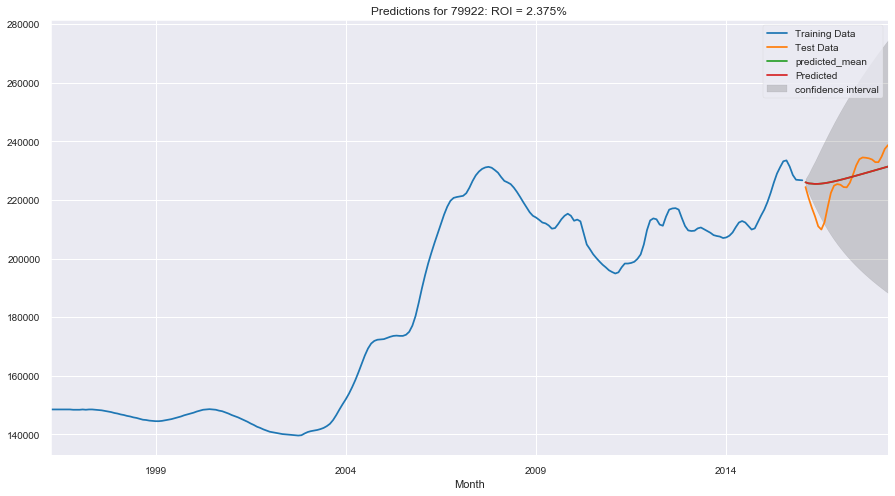 Predictions for 79922: ROI = 2.375%
280000
260000
240000
220000
200000
180000
160000
140000
Training Data
Test Data
predicted_mean
Predicted
confidence interval
1999
2004
2009
2014
Month